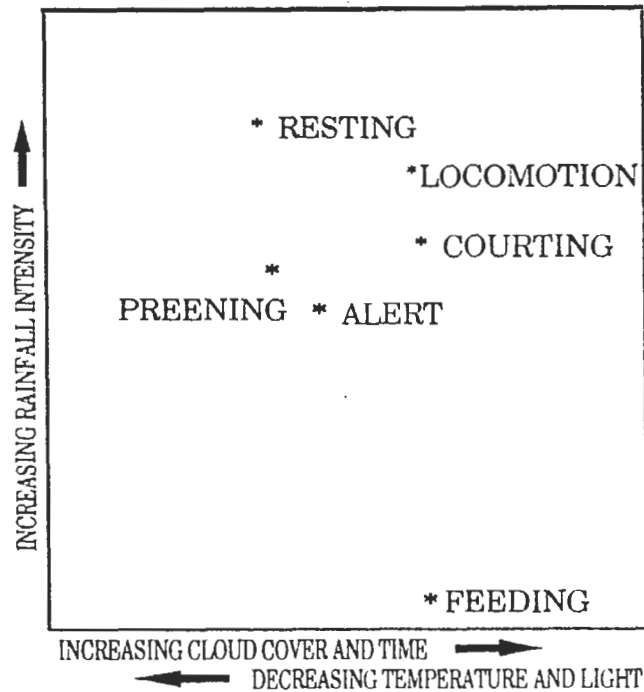 * RESTING
*LOCOMOTION
* COURTING
*
PREENING
* ALERT
INCREASING RAINFALL INTENSITY
*FEEDING
INCREASING CLOUD COVER AND TIME
DECREASING TEMPERATURE AND LIGHT